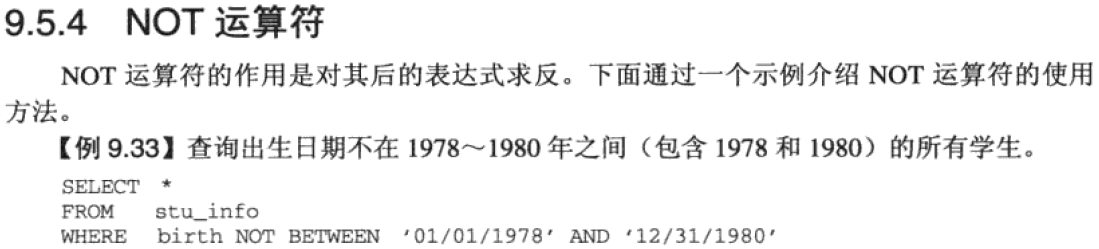 9.5.4 NOT 运算符
NOT 运算符的作用是对其后的表达式求反。下面通过一个示例介绍 NOT 运算符的使用
方法。
【例 9.33】查询出生日期不在 1978～1980 年之间（包含 1978 和 1980）的所有学生。
SELECT *
FROM stu_info
WHERE birth NOT BETWEEN '01/01/1978' AND '12/31/1980'